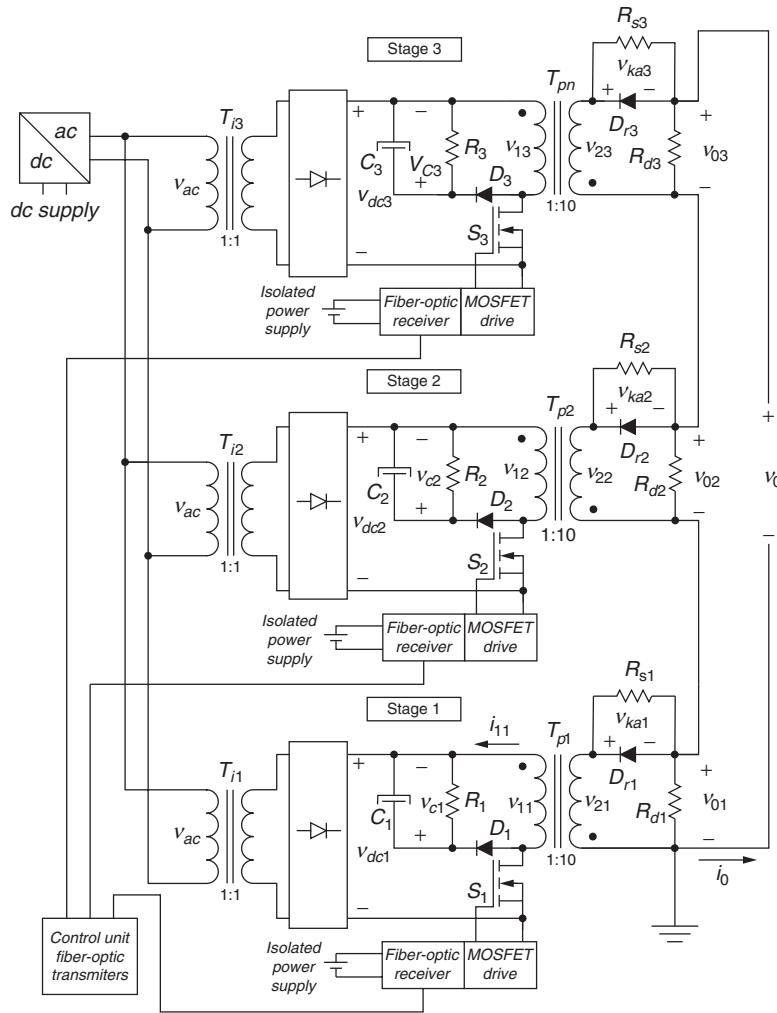 Stage 3
R_s3
v_ka3
T_pn
ac
dc
dc supply
T_i3
v_ac
1:1
+
−
C_3
V_C3
R_3
v_dc3
+
D_3
v_13
v_23
+ −
D_r3
R_d3
+
v_03
−
S_3
−
1:10
Isolated
power
supply
Fiber-optic
receiver
MOSFET
drive
Stage 2
R_s2
v_ka2
T_p2
T_i2
v_ac
1:1
+
−
C_2
v_c2
R_2
v_dc2
+
D_2
v_12
v_22
+ −
D_r2
R_d2
+
v_02
−
S_2
−
1:10
+
v_0
−
Isolated
power
supply
Fiber-optic
receiver
MOSFET
drive
Stage 1
R_s1
v_ka1
i_11
T_p1
T_i1
v_ac
1:1
+
−
C_1
v_c1
R_1
v_dc1
+
D_1
v_11
v_21
+ −
D_r1
R_d1
+
v_01
−
S_1
−
1:10
i_0
Control unit
fiber-optic
transmiters
Isolated
power
supply
Fiber-optic
receiver
MOSFET
drive